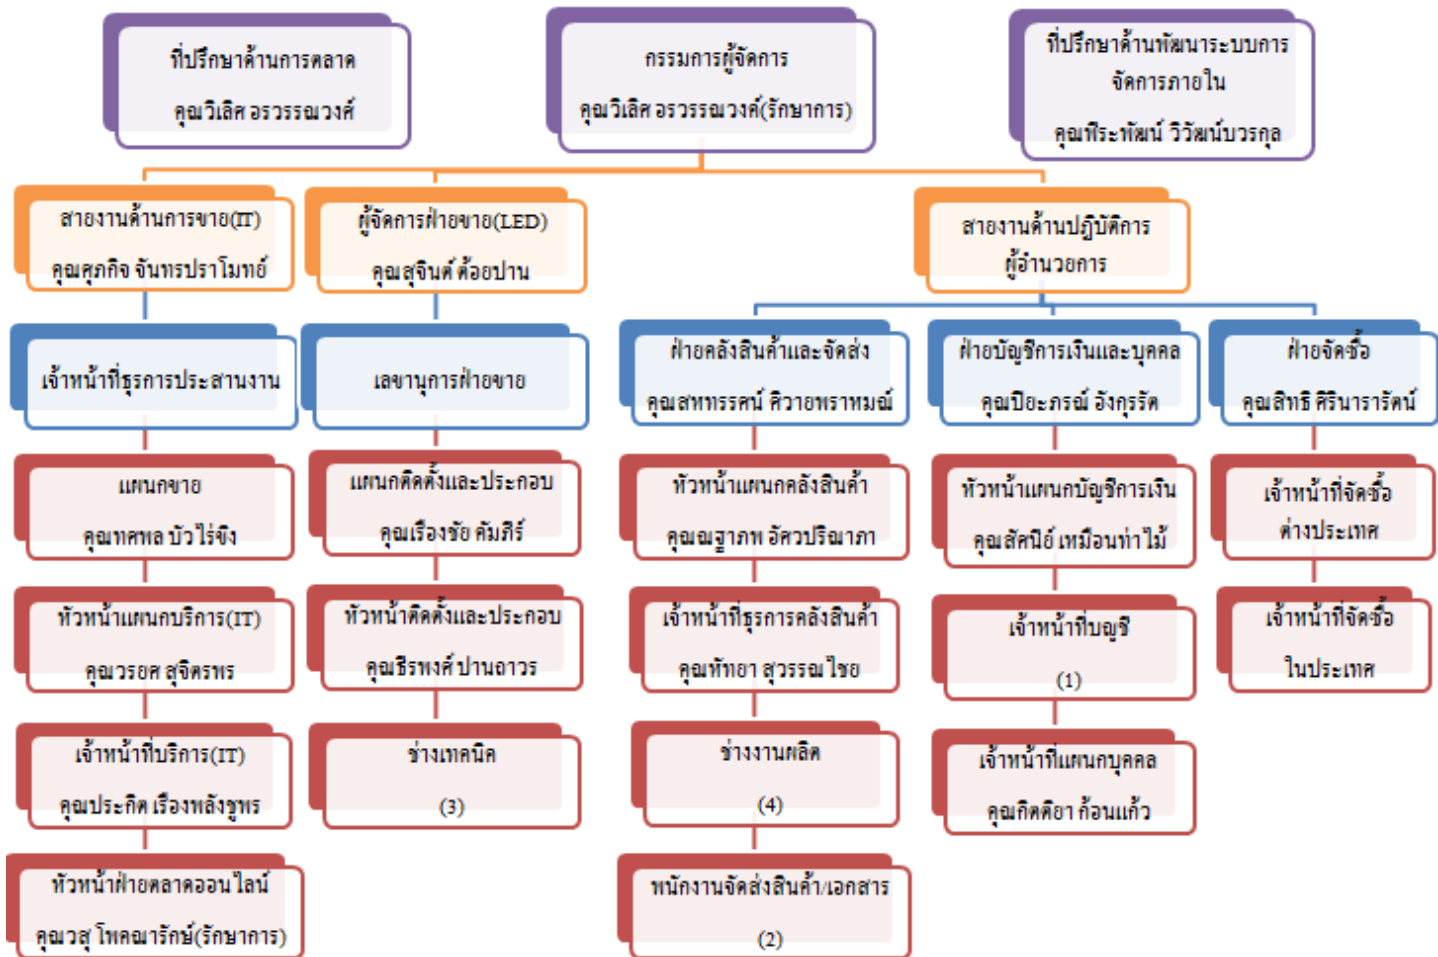 ที่ปรึกษาด้านการตลาด
คุณวิเลิศ อรวรรณวงศ์
กรรมการผู้จัดการ
คุณวิเลิศ อรวรรณวงศ์(รักษาการ)
ที่ปรึกษาด้านพัฒนาระบบการ
จัดการภายใน
คุณพีระพัฒน์ วิวัฒน์บวรกุล
สายงานด้านการขาย(IT)
คุณศุภกิจ จันทรปราโมทย์
ผู้จัดการฝ่ายขาย(LED)
คุณสุจินต์ ต้อยปาน
สายงานด้านปฏิบัติการ
ผู้อำนวยการ
เจ้าหน้าที่ธุรการประสานงาน
เลขานุการฝ่ายขาย
ฝ่ายคลังสินค้าและจัดส่ง
คุณสหทรรศน์ ศิวายพราหมณ์
ฝ่ายบัญชีการเงินและบุคคล
คุณปิยะภรณ์ อังกุรรัต
ฝ่ายจัดซื้อ
คุณสิทธิ ศิรินารารัตน์
แผนกขาย
คุณทศพล บัวไร่ขิง
แผนกติดตั้งและประกอบ
คุณเรืองชัย คัมภีร์
หัวหน้าแผนกคลังสินค้า
คุณณฐาภพ อัศวปริณาภา
หัวหน้าแผนกบัญชีการเงิน
คุณสัศนีย์ เหมือนท่าไม้
เจ้าหน้าที่จัดซื้อ
ต่างประเทศ
หัวหน้าแผนกบริการ(IT)
คุณวรยศ สุจิตรพร
หัวหน้าติดตั้งและประกอบ
คุณธีรพงค์ ปานถาวร
เจ้าหน้าที่ธุรการคลังสินค้า
คุณหัทยา สุวรรณไชย
เจ้าหน้าที่บญชี
(1)
เจ้าหน้าที่จัดซื้อ
ในประเทศ
เจ้าหน้าที่บริการ(IT)
คุณประกิต เรืองพลังชูพร
ช่างเทคนิค
(3)
ช่างงานผลิต
(4)
เจ้าหน้าที่แผนกบุคคล
คุณกิตติยา ก้อนแก้ว
หัวหน้าฝ่ายตลาดออนไลน์
คุณวสุ โพคณารักษ์(รักษาการ)
พนักงานจัดส่งสินค้า/เอกสาร
(2)